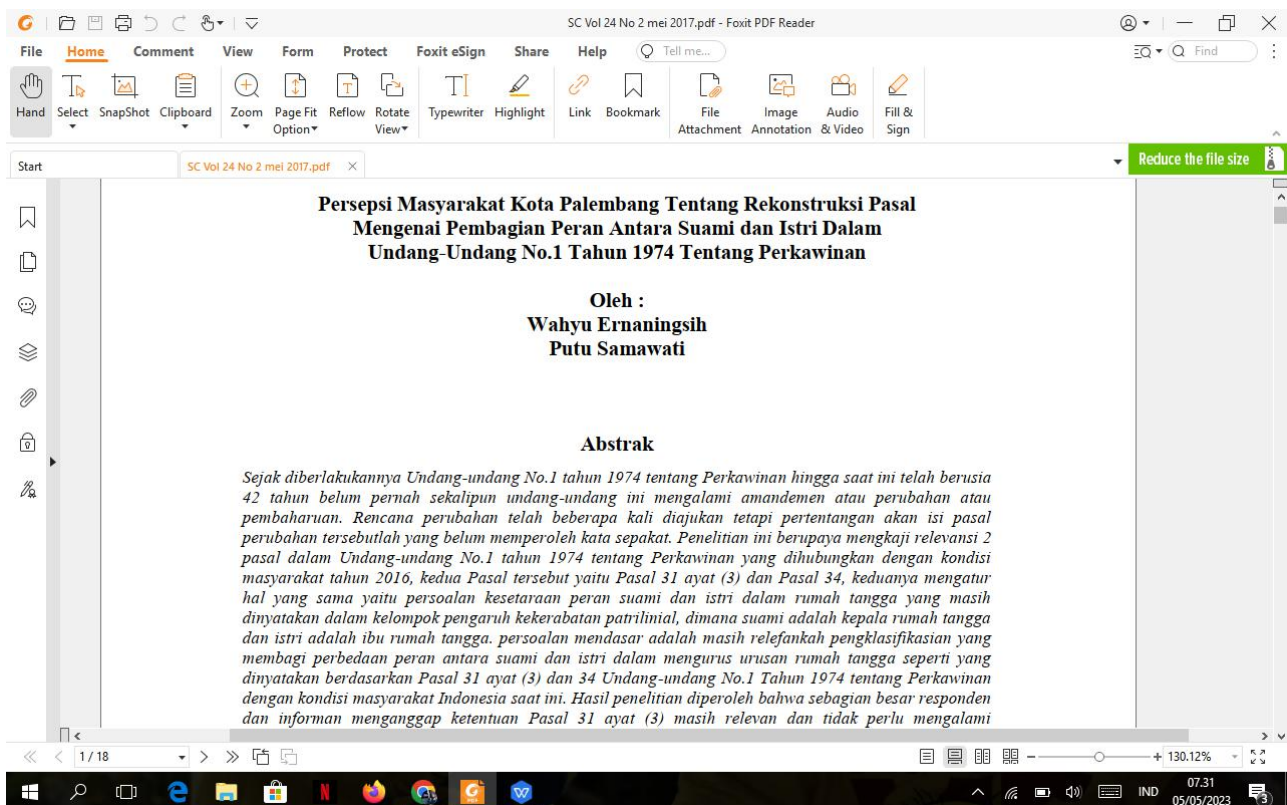 SC Vol 24 No 2 mei 2017.pdf - Foxit PDF Reader
File Home Comment View Form Protect Foxit eSign Share Help Tell me... Find
Hand Select SnapShot Clipboard Zoom Page Fit Option Reflow Rotate View Typewriter Highlight Link Bookmark File Attachment Image Annotation Audio & Video Fill & Sign
Start SC Vol 24 No 2 mei 2017.pdf Reduce the file size
Persepsi Masyarakat Kota Palembang Tentang Rekonstruksi Pasal
Mengenai Pembagian Peran Antara Suami dan Istri Dalam
Undang-Undang No.1 Tahun 1974 Tentang Perkawinan
Oleh :
Wahyu Ernaningsih
Putu Samawati
Abstrak
Sejak diberlakukannya Undang-undang No.1 tahun 1974 tentang Perkawinan hingga saat ini telah berusia
42 tahun belum pernah sekalipun undang-undang ini mengalami amandemen atau perubahan atau
pembaharuan. Rencana perubahan telah beberapa kali diajukan tetapi pertentangan akan isi pasal
perubahan tersebutlah yang belum memperoleh kata sepakat. Penelitian ini berupaya mengkaji relevansi 2
pasal dalam Undang-undang No.1 tahun 1974 tentang Perkawinan yang dihubungkan dengan kondisi
masyarakat tahun 2016, kedua Pasal tersebut yaitu Pasal 31 ayat (3) dan Pasal 34, keduanya mengatur
hal yang sama yaitu persoalan kesetaraan peran suami dan istri dalam rumah tangga yang masih
dinyatakan dalam kelompok pengaruh kekerabatan patrilinial, dimana suami adalah kepala rumah tangga
dan istri adalah ibu rumah tangga. persoalan mendasar adalah masih relefankah pengklasifikasian yang
membagi perbedaan peran antara suami dan istri dalam mengurus urusan rumah tangga seperti yang
dinyatakan berdasarkan Pasal 31 ayat (3) dan 34 Undang-undang No.1 Tahun 1974 tentang Perkawinan
dengan kondisi masyarakat Indonesia saat ini. Hasil penelitian diperoleh bahwa sebagian besar responden
dan informan menganggap ketentuan Pasal 31 ayat (3) masih relevan dan tidak perlu mengalami
1 / 18 130.12%
IND 07.31
05/05/2023 3